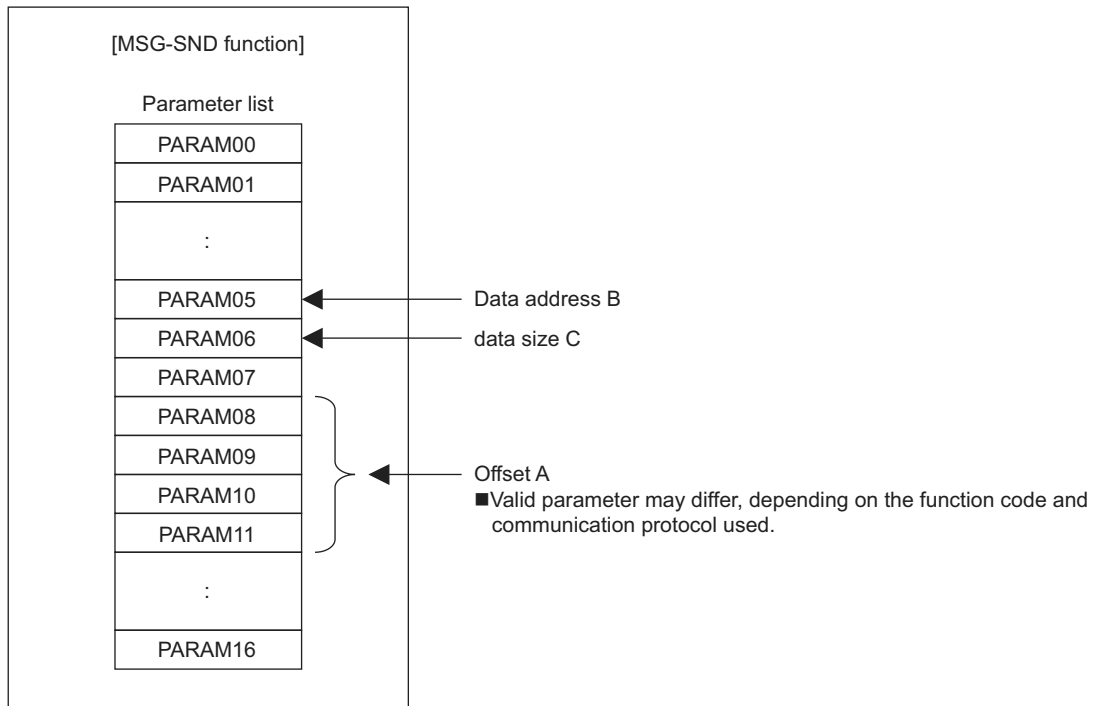 [MSG-SND function]
Parameter list
PARAM00
PARAM01
:
PARAM05
Data address B
PARAM06
data size C
PARAM07
PARAM08
PARAM09
PARAM10
PARAM11
Offset A
■Valid parameter may differ, depending on the function code and
communication protocol used.
:
PARAM16